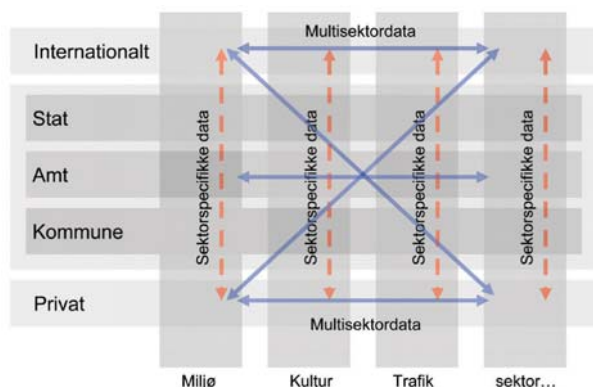 Multisektordata
Internationalt
Stat
Amt
Kommune
Privat
Sektorspecifikke data
Sektorspecifikke data
Sektorspecifikke data
Sektorspecifikke data
Multisektordata
Miljø
Kultur
Trafik
sektor...